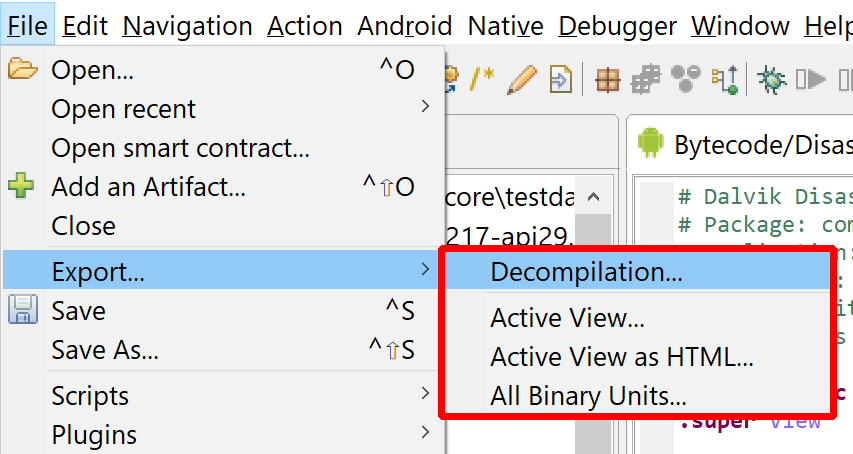 File Edit Navigation Action Android Native Debugger Window Help
Open... ^⇧O
Open recent
Open smart contract...
Add an Artifact... ^⇧O
Close
Export...
Save ^S
Save As... ^⇧S
Scripts
Plugins
Decompilation...
Active View...
Active View as HTML...
All Binary Units...
core\testda
217-api29.
Bytecode/Disas
# Dalvik Disas
# Package: com
:
:
it
s
c
.super View